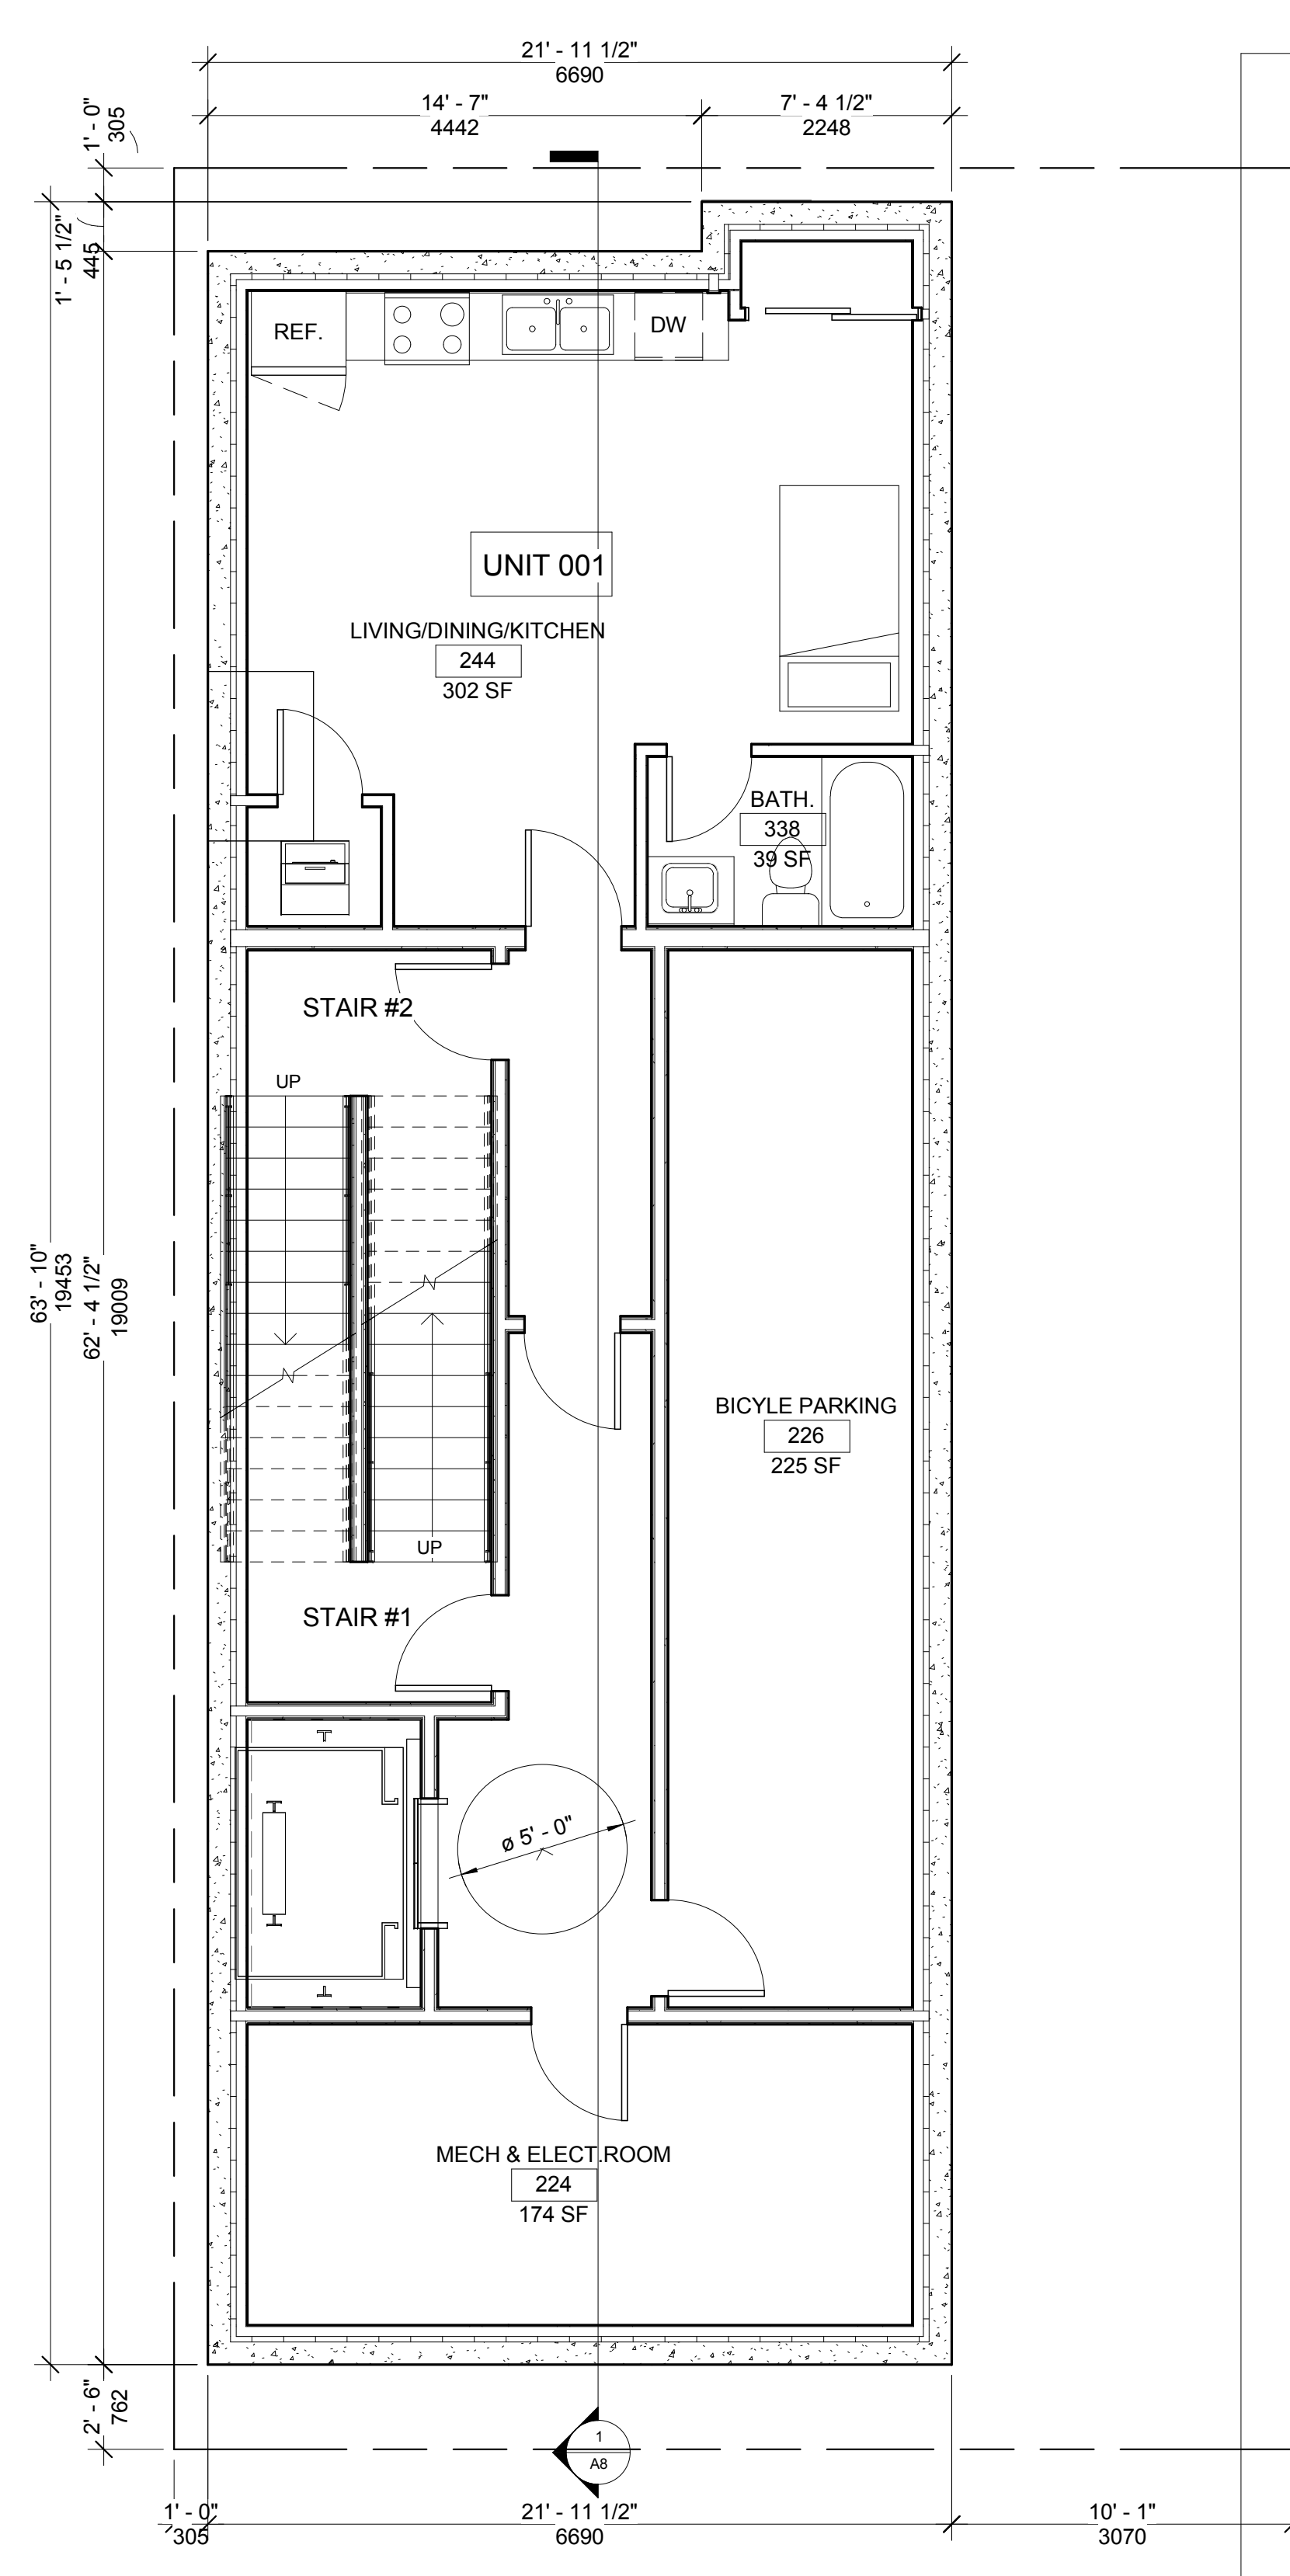 21' - 11 1/2"
6690
14' - 7"
4442
7' - 4 1/2"
2248
1' - 0"
305
1' - 5 1/2"
445
REF.
DW
UNIT 001
LIVING/DINING/KITCHEN
244
302 SF
BATH.
338
39 SF
STAIR #2
UP
63' - 10"
19453
62' - 4 1/2"
19009
BICYLE PARKING
226
225 SF
UP
STAIR #1
ø 5' - 0"
MECH & ELECT.ROOM
224
174 SF
2' - 6"
762
1
A8
1' - 0"
305
21' - 11 1/2"
6690
10' - 1"
3070